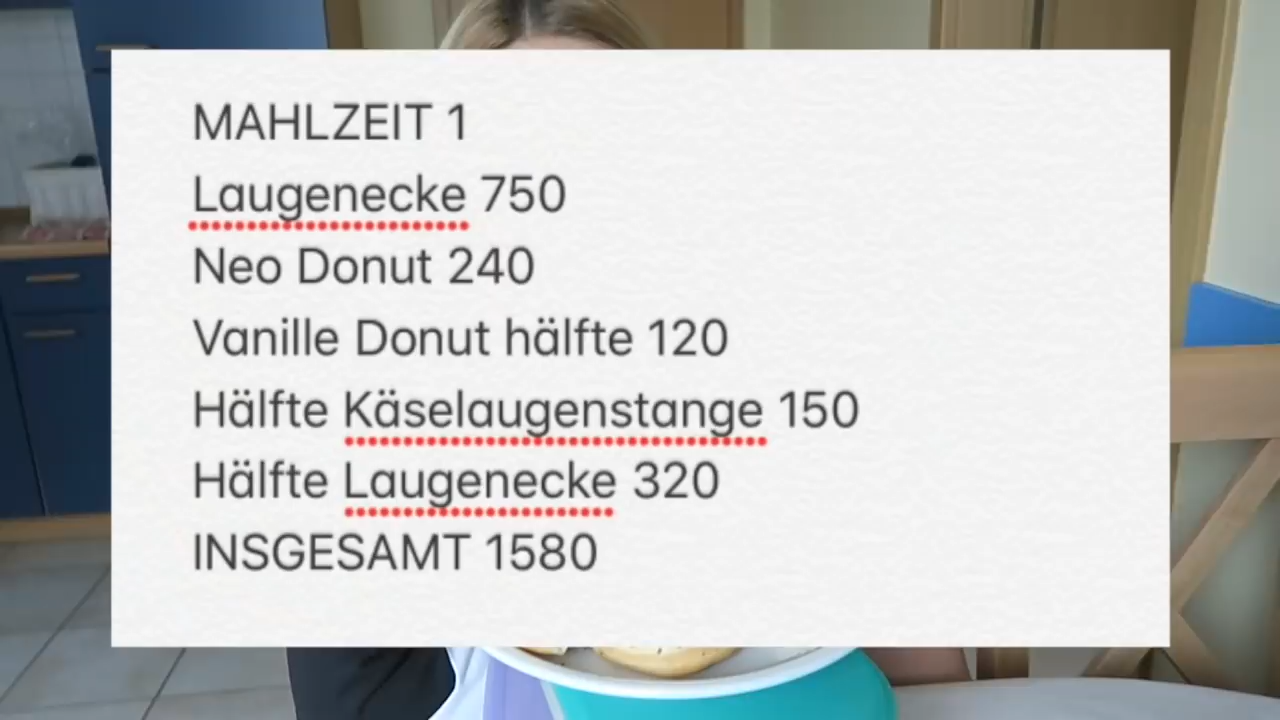 MAHLZEIT 1
Laugenecke 750
Neo Donut 240
Vanille Donut hälfte 120
Hälfte Käselaugenstange 150
Hälfte Laugenecke 320
INSGESAMT 1580